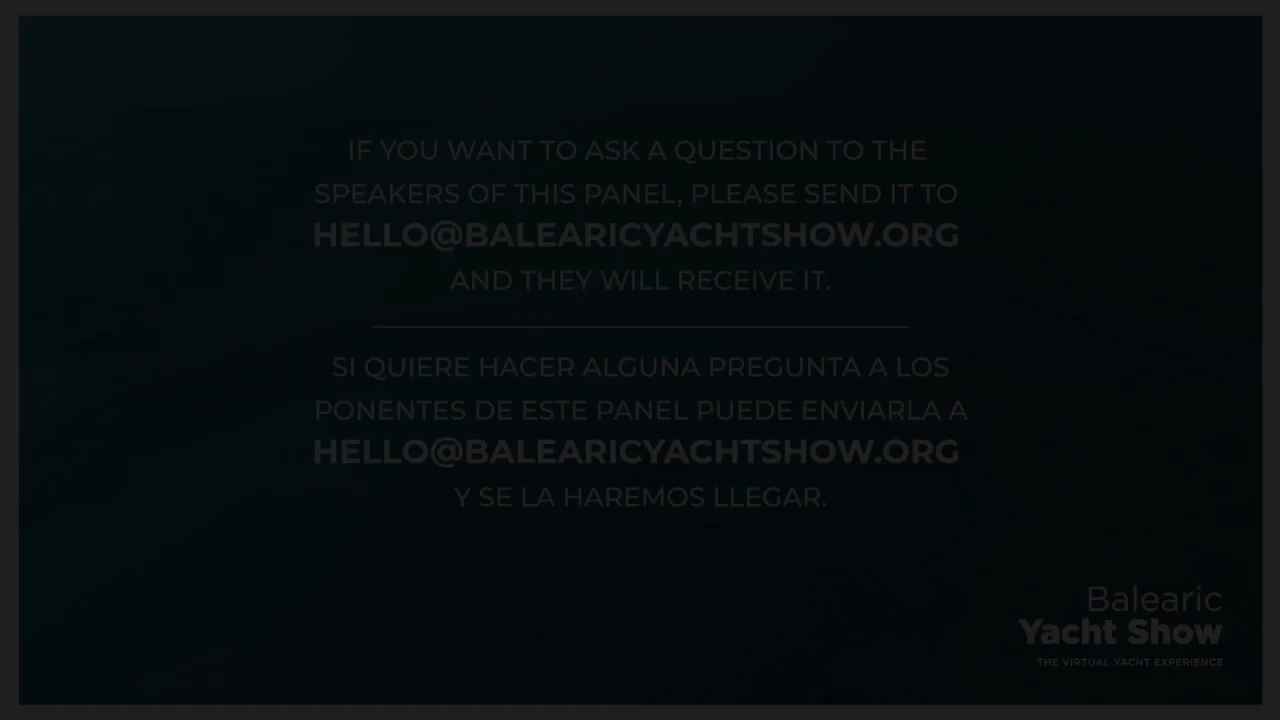 IF YOU WANT TO ASK A QUESTION TO THE
SPEAKERS OF THIS PANEL, PLEASE SEND IT TO
HELLO@BALEARICYACHTSHOW.ORG
AND THEY WILL RECEIVE IT.
SI QUIERE HACER ALGUNA PREGUNTA A LOS
PONENTES DE ESTE PANEL PUEDE ENVIARLA A
HELLO@BALEARICYACHTSHOW.ORG
Y SE LA HAREMOS LLEGAR.
Balearic
Yacht Show
THE VIRTUAL YACHT EXPERIENCE